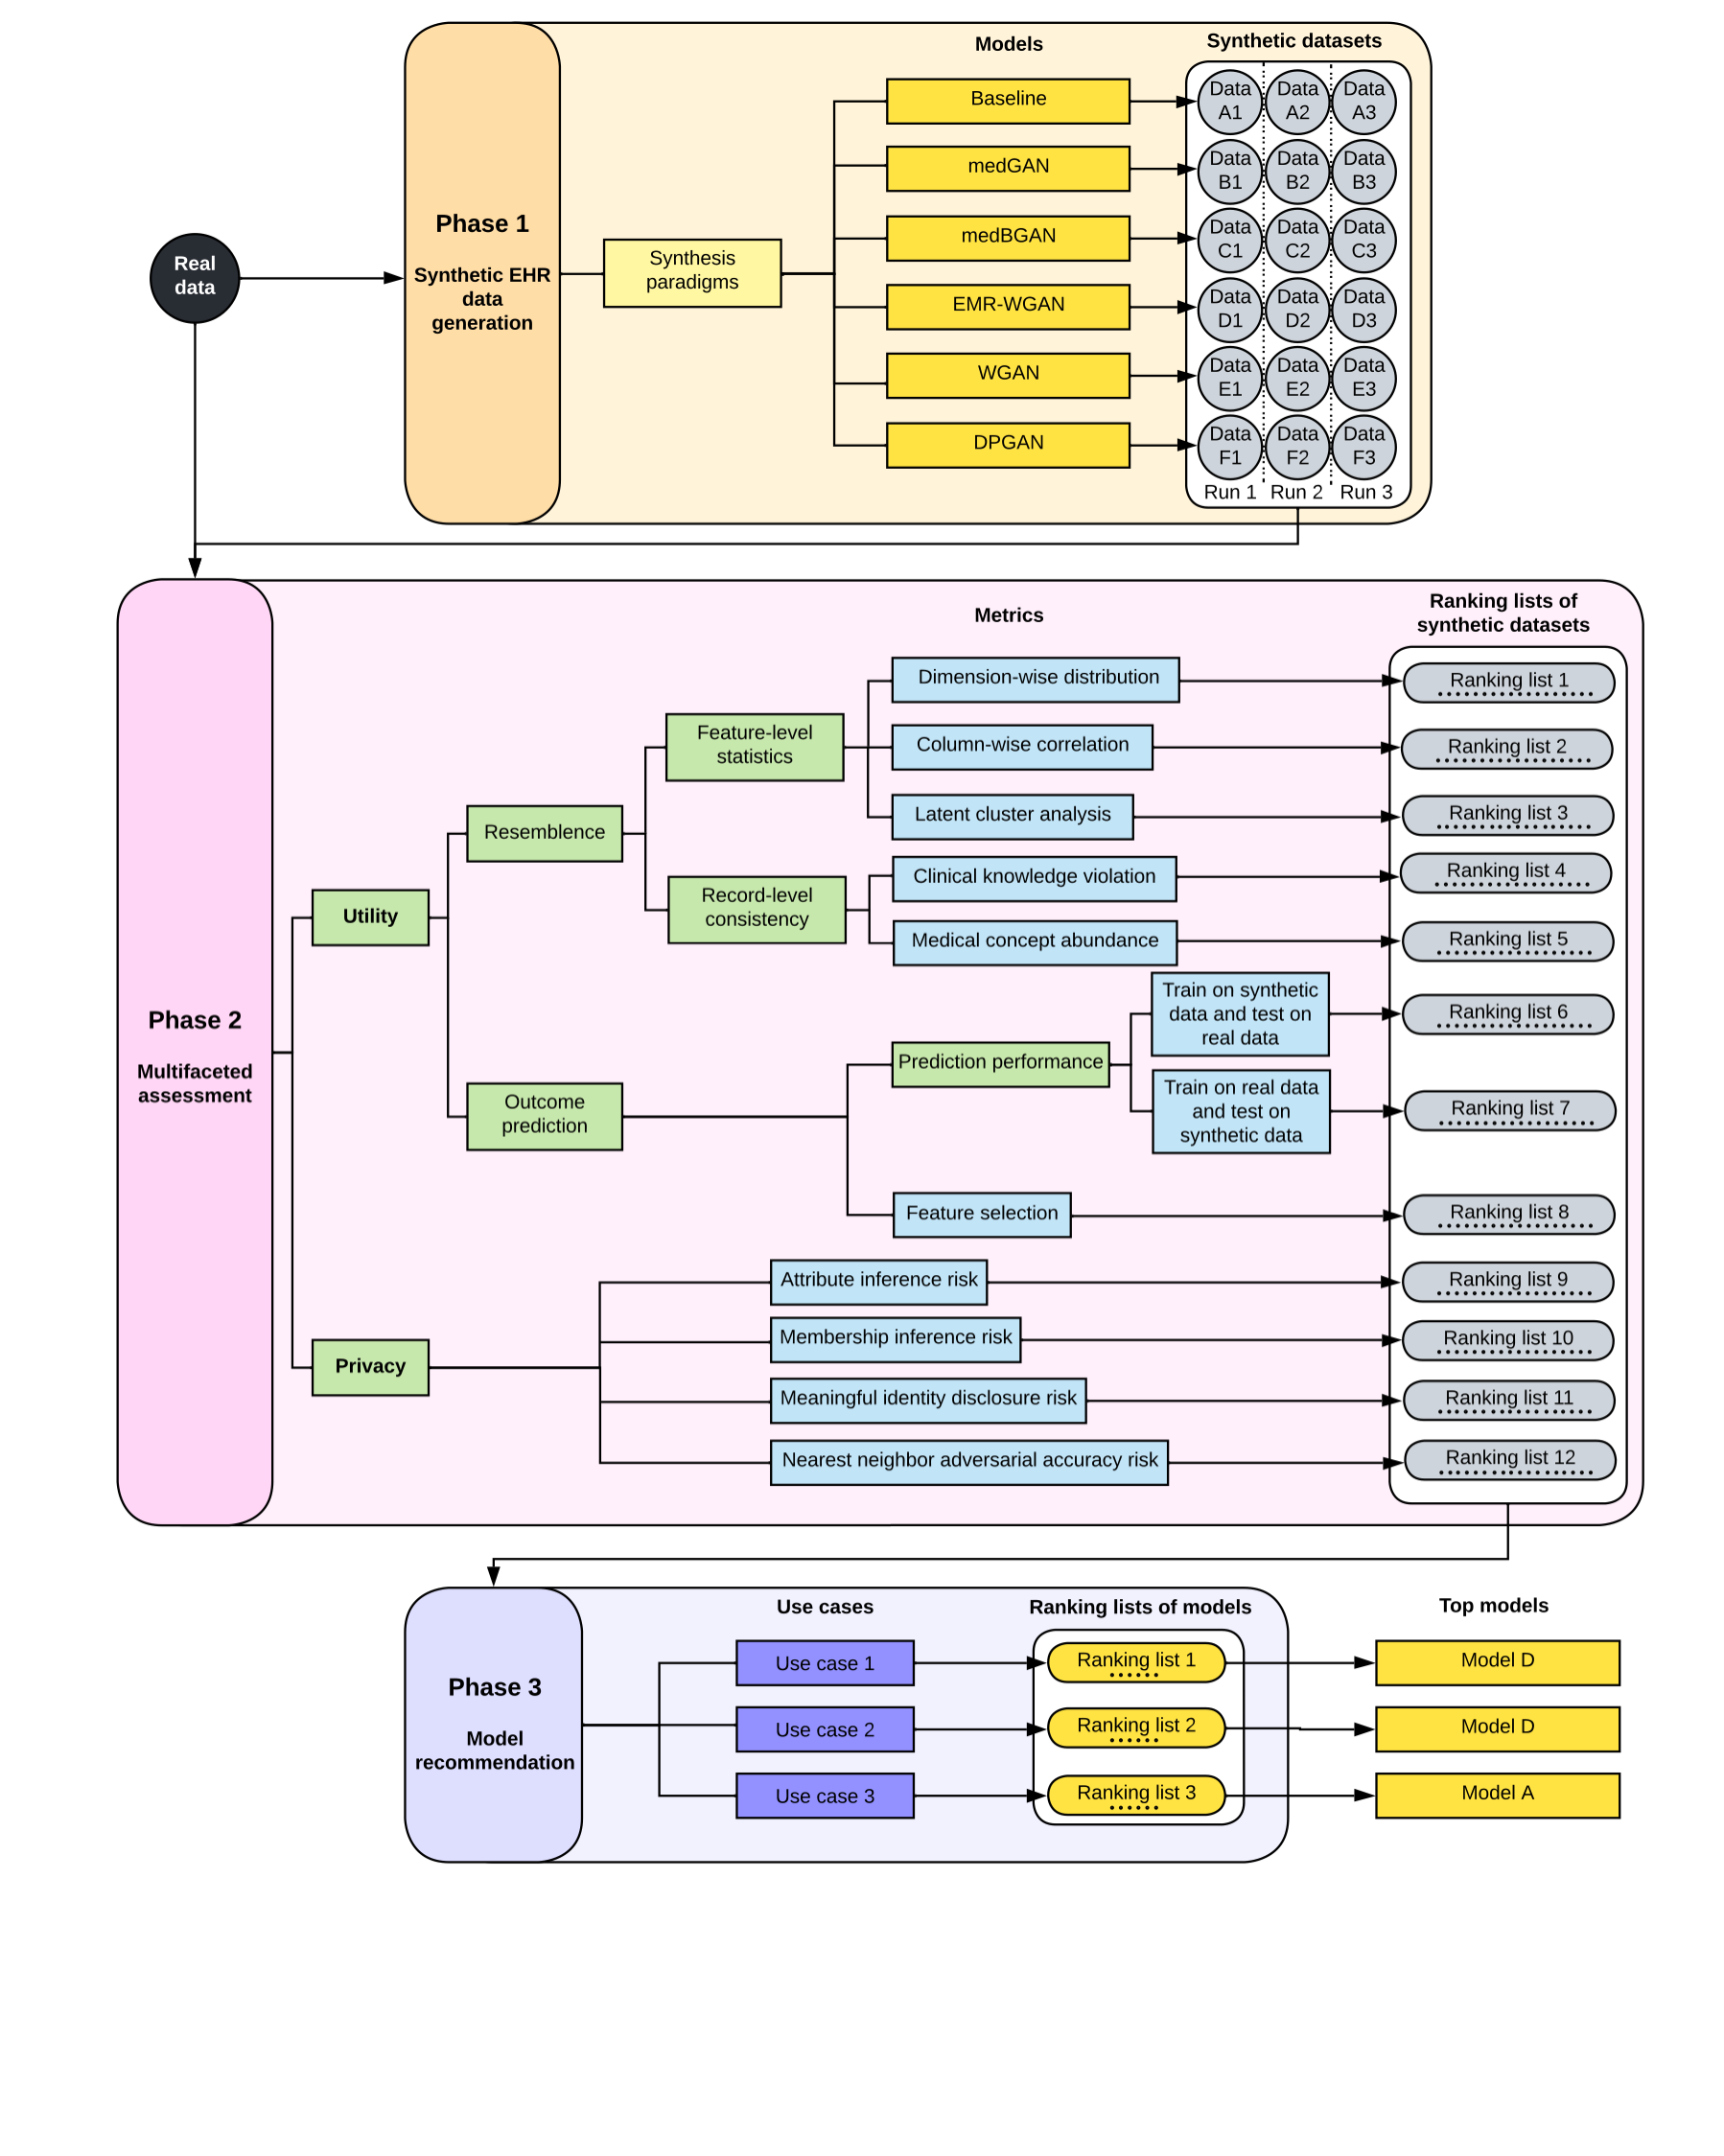 Models
Synthetic datasets
Real
data
Phase 1
Synthetic EHR
data
generation
Synthesis
paradigms
Baseline
medGAN
medBGAN
EMR-WGAN
WGAN
DPGAN
Data
A1
Data
A2
Data
A3
Data
B1
Data
B2
Data
B3
Data
C1
Data
C2
Data
C3
Data
D1
Data
D2
Data
D3
Data
E1
Data
E2
Data
E3
Data
F1
Data
F2
Data
F3
Run 1
Run 2
Run 3
Phase 2
Multifaceted
assessment
Metrics
Ranking lists of
synthetic datasets
Utility
Resemblence
Feature-level
statistics
Dimension-wise distribution
Ranking list 1
Column-wise correlation
Ranking list 2
Latent cluster analysis
Ranking list 3
Record-level
consistency
Clinical knowledge violation
Ranking list 4
Medical concept abundance
Ranking list 5
Outcome
prediction
Prediction performance
Train on synthetic
data and test on
real data
Ranking list 6
Train on real data
and test on
synthetic data
Ranking list 7
Feature selection
Ranking list 8
Privacy
Attribute inference risk
Ranking list 9
Membership inference risk
Ranking list 10
Meaningful identity disclosure risk
Ranking list 11
Nearest neighbor adversarial accuracy risk
Ranking list 12
Phase 3
Model
recommendation
Use cases
Ranking lists of models
Top models
Use case 1
Ranking list 1
Model D
Use case 2
Ranking list 2
Model D
Use case 3
Ranking list 3
Model A